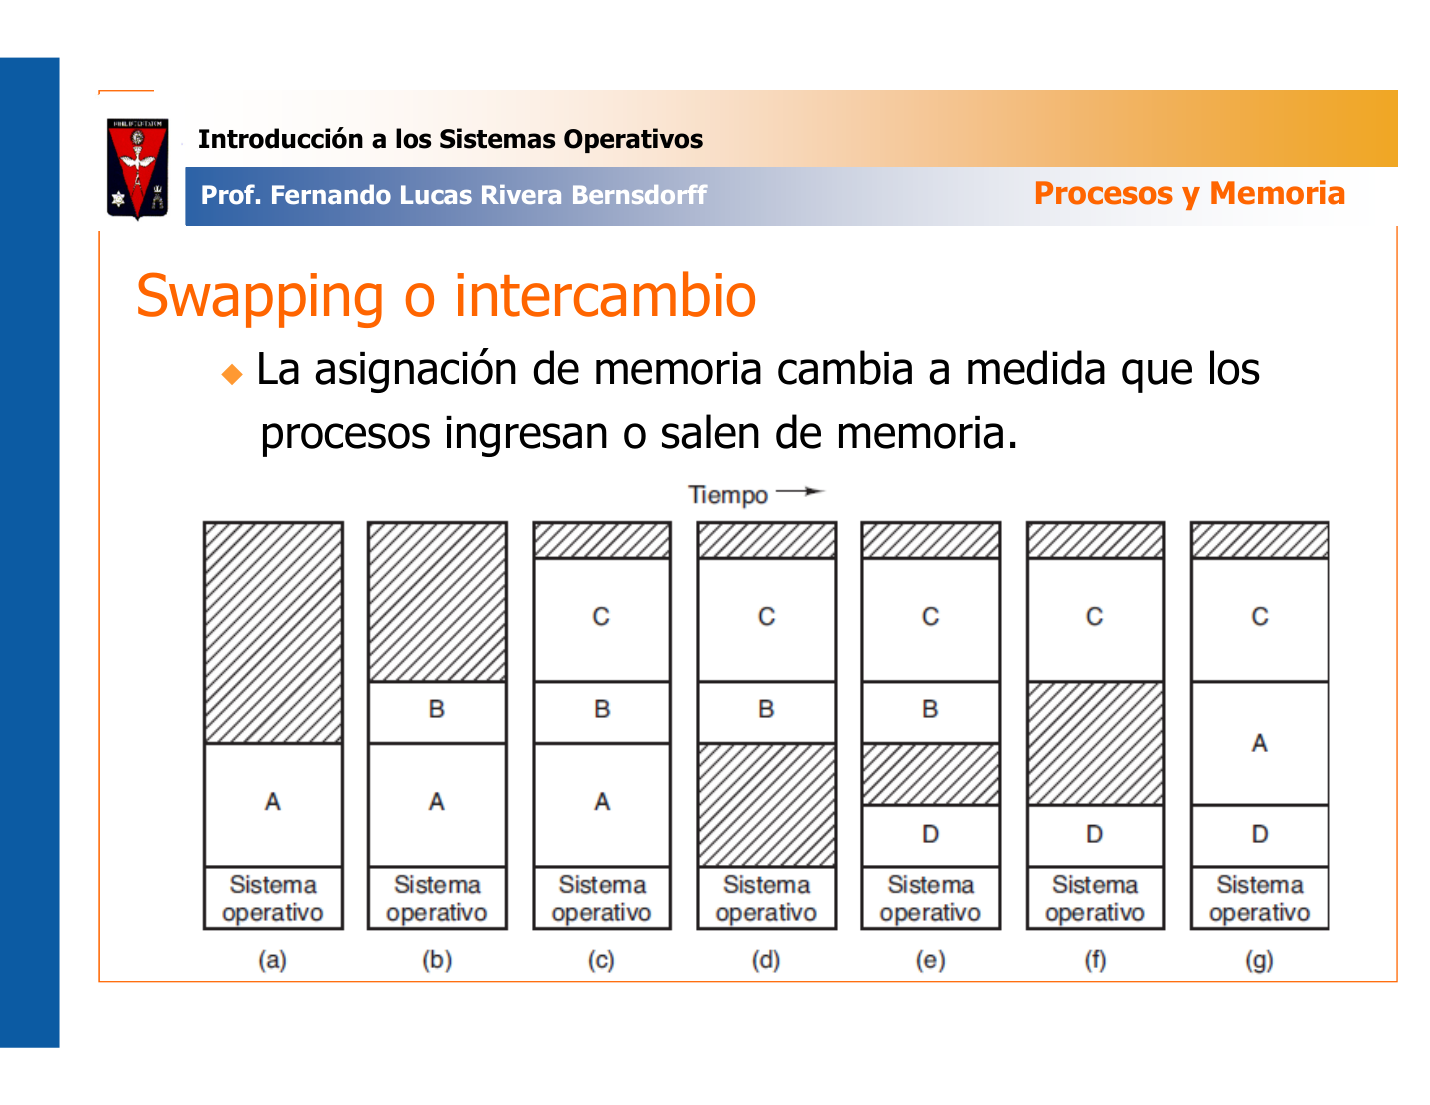 Introducción a los Sistemas Operativos
Prof. Fernando Lucas Rivera Bernsdorff
Procesos y Memoria
Swapping o intercambio
La asignación de memoria cambia a medida que los
procesos ingresan o salen de memoria.
Tiempo
A
Sistema
operativo
(a)
B
A
Sistema
operativo
(b)
C
B
A
Sistema
operativo
(c)
C
B
Sistema
operativo
(d)
C
B
D
Sistema
operativo
(e)
C
D
Sistema
operativo
(f)
C
A
D
Sistema
operativo
(g)